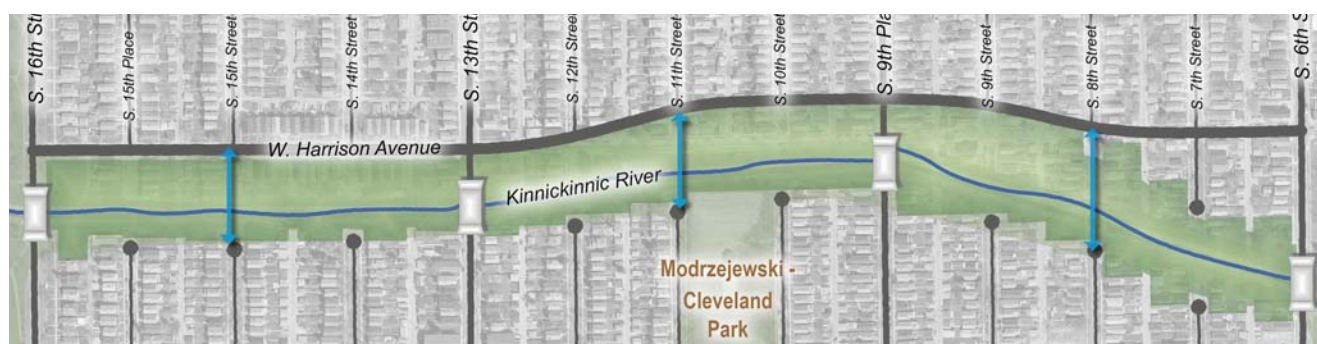 S. 16th St
S. 15th Place
S. 15th Street
S. 14th Street
S. 13th St
S. 12th Street
S. 11th Street
S. 10th Street
S. 9th Pla
S. 9th Street
S. 8th Street
S. 7th Street
S. 6th S
W. Harrison Avenue
Kinnickinnic River
Modrzejewski -
Cleveland
Park